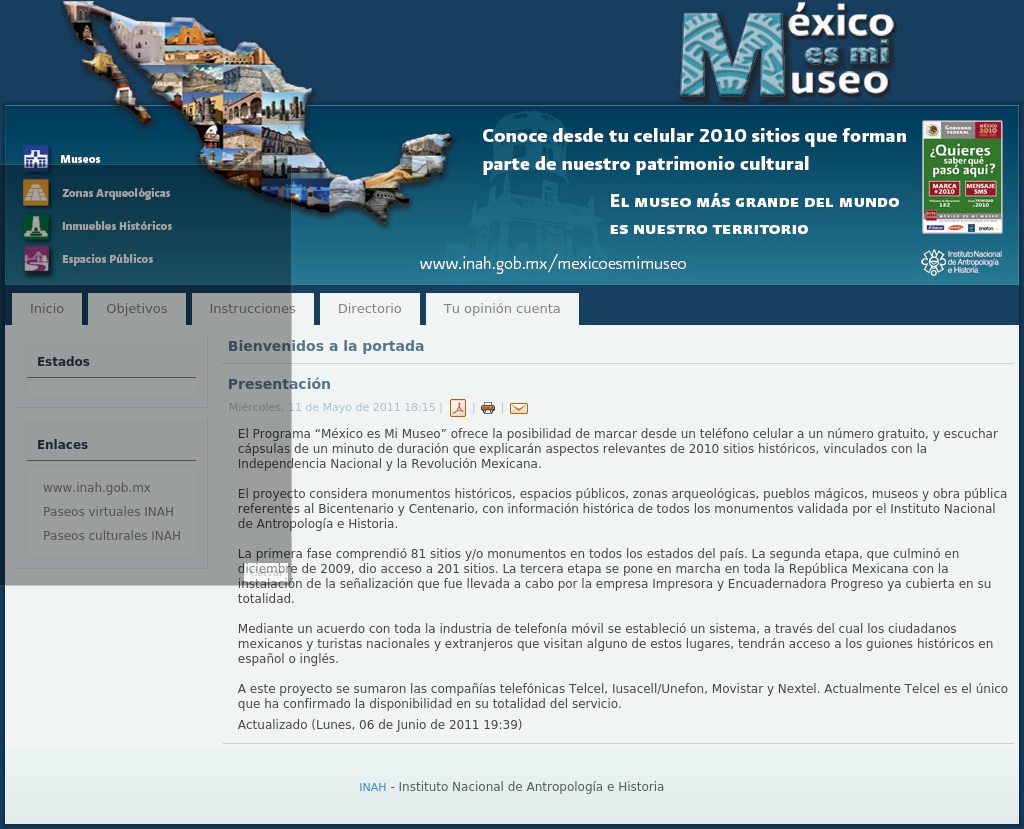 México
es mi
Museo
Conoce desde tu celular 2010 sitios que forman
parte de nuestro patrimonio cultural
El museo más grande del mundo
es nuestro territorio
www.inah.gob.mx/mexicoesmimuseo
Museos
Zonas Arqueológicas
Inmuebles Históricos
Espacios Públicos
GOBIERNO FEDERAL
MÉXICO 2010
¿Quieres
saber qué
pasó aquí?
MARCA
MENSAJE
SMS
Instituto Nacional
de Antropología
e Historia
Inicio
Objetivos
Instrucciones
Directorio
Tu opinión cuenta
Estados
Enlaces
www.inah.gob.mx
Paseos virtuales INAH
Paseos culturales INAH
Bienvenidos a la portada
Presentación
Miércoles, 11 de Mayo de 2011 18:15 | | |
El Programa “México es Mi Museo” ofrece la posibilidad de marcar desde un teléfono celular a un número gratuito, y escuchar
cápsulas de un minuto de duración que explicarán aspectos relevantes de 2010 sitios históricos, vinculados con la
Independencia Nacional y la Revolución Mexicana.
El proyecto considera monumentos históricos, espacios públicos, zonas arqueológicas, pueblos mágicos, museos y obra pública
referentes al Bicentenario y Centenario, con información histórica de todos los monumentos validada por el Instituto Nacional
de Antropología e Historia.
La primera fase comprendió 81 sitios y/o monumentos en todos los estados del país. La segunda etapa, que culminó en
diciembre de 2009, dio acceso a 201 sitios. La tercera etapa se pone en marcha en toda la República Mexicana con la
instalación de la señalización que fue llevada a cabo por la empresa Impresora y Encuadernadora Progreso ya cubierta en su
totalidad.
Mediante un acuerdo con toda la industria de telefonía móvil se estableció un sistema, a través del cual los ciudadanos
mexicanos y turistas nacionales y extranjeros que visitan alguno de estos lugares, tendrán acceso a los guiones históricos en
español o inglés.
A este proyecto se sumaron las compañías telefónicas Telcel, Iusacell/Unefon, Movistar y Nextel. Actualmente Telcel es el único
que ha confirmado la disponibilidad en su totalidad del servicio.
Actualizado (Lunes, 06 de Junio de 2011 19:39)
INAH - Instituto Nacional de Antropología e Historia